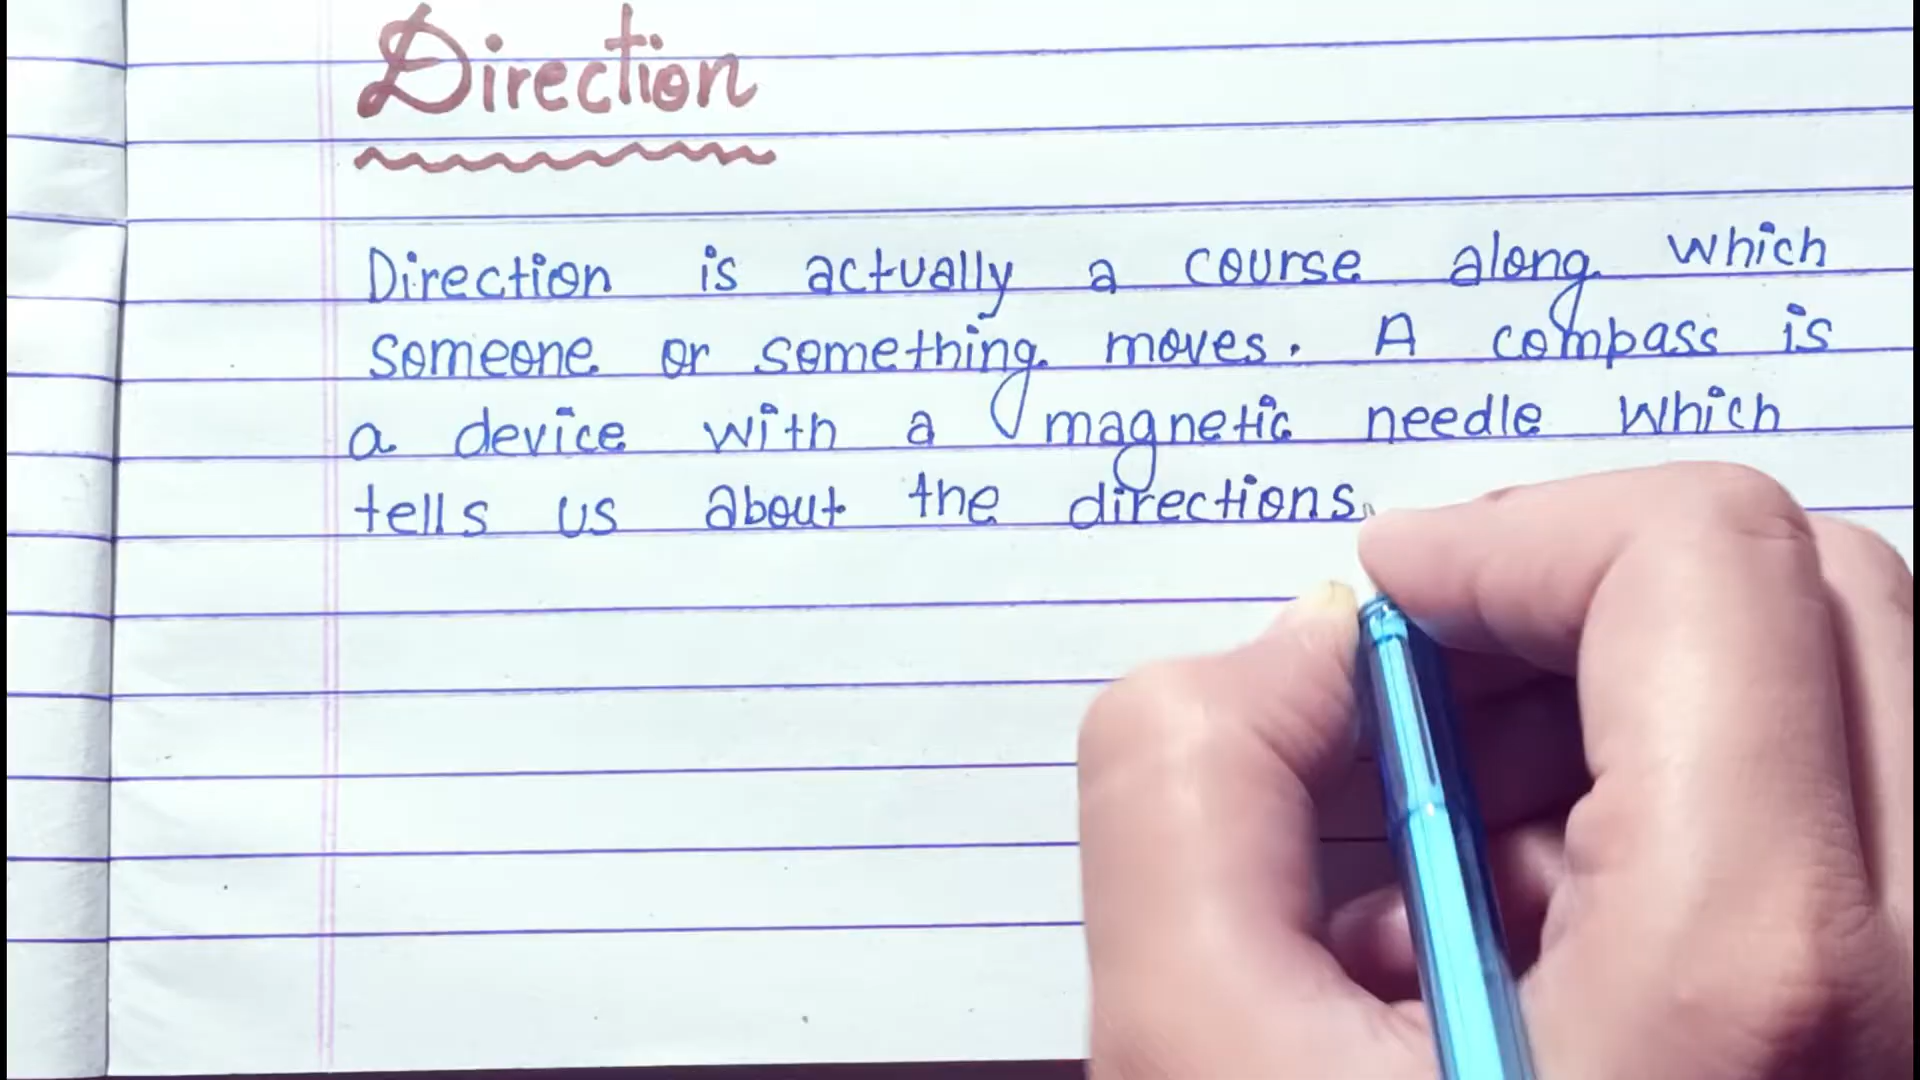 Direction
Direction is actually a course along which
someone or something moves. A compass is
a device with a magnetic needle which
tells us about the directions.